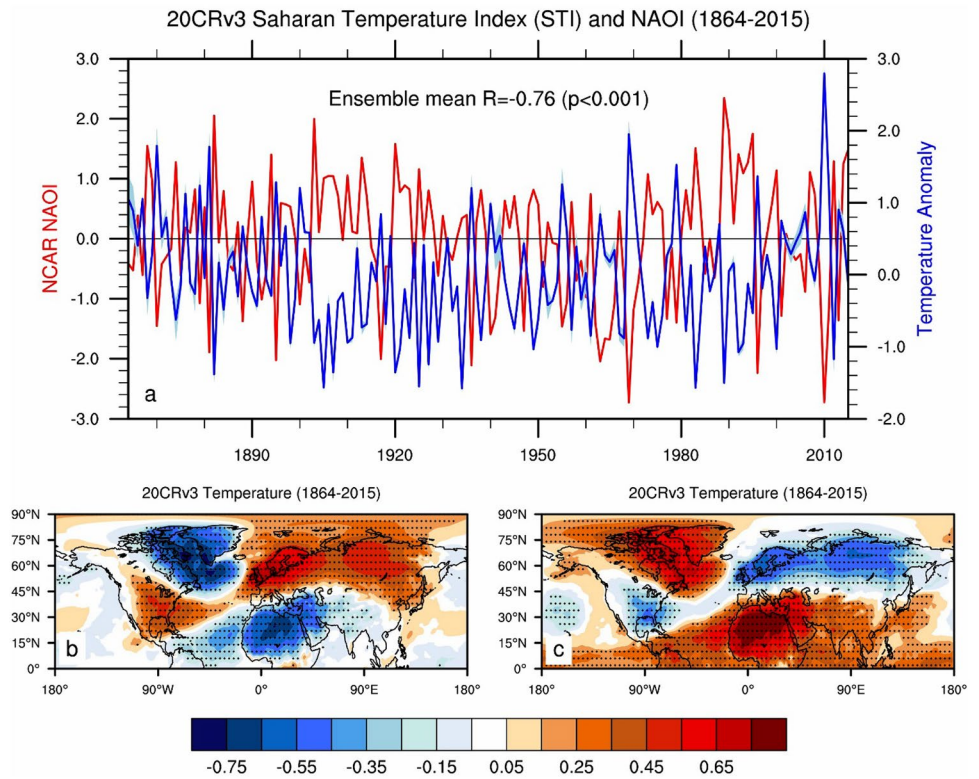 20CRv3 Saharan Temperature Index (STI) and NAOI (1864-2015)
3.0
2.0
1.0
0.0
-1.0
-2.0
-3.0
NCAR NAOI
Ensemble mean R=-0.76 (p<0.001)
3.0
2.0
1.0
0.0
-1.0
-2.0
Temperature Anomaly
a
1890
1920
1950
1980
2010
20CRv3 Temperature (1864-2015)
90°N
75°N
60°N
45°N
30°N
15°N
0°
b
180°
90°W
0°
90°E
180°
20CRv3 Temperature (1864-2015)
90°N
75°N
60°N
45°N
30°N
15°N
0°
c
180°
90°W
0°
90°E
180°
-0.75
-0.55
-0.35
-0.15
0.05
0.25
0.45
0.65